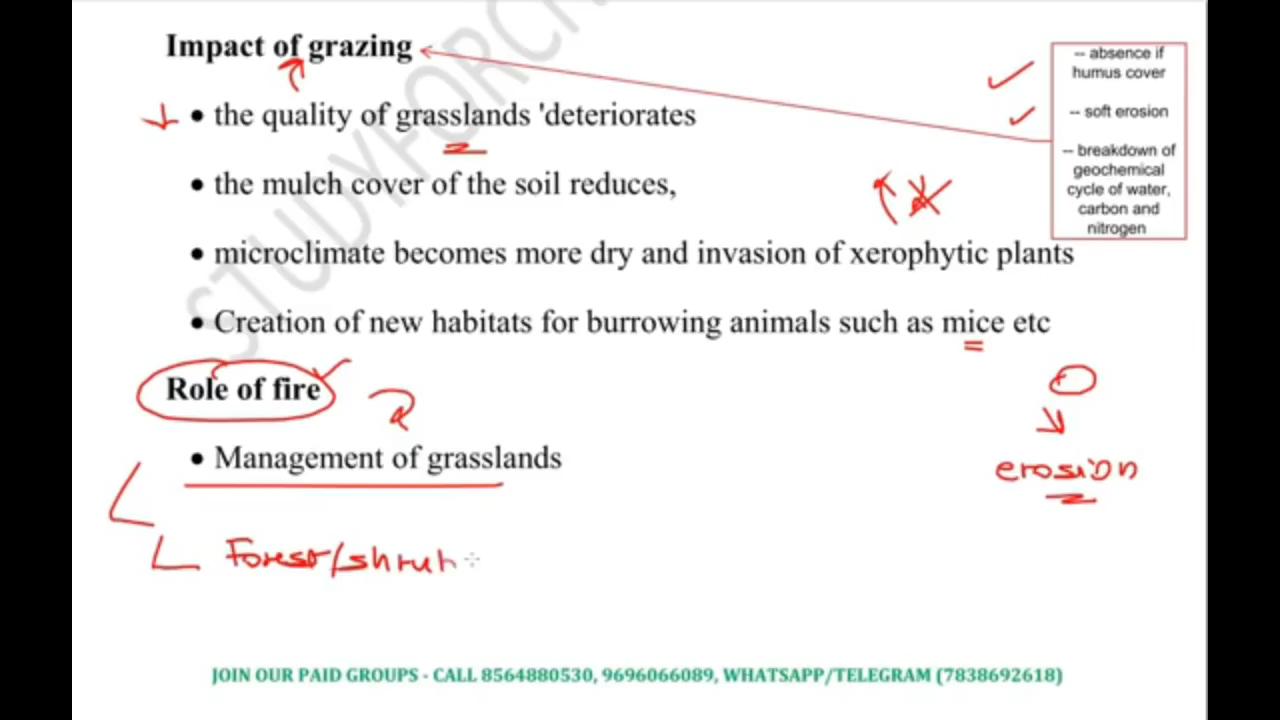 Impact of grazing
• the quality of grasslands 'deteriorates
• the mulch cover of the soil reduces,
• microclimate becomes more dry and invasion of xerophytic plants
• Creation of new habitats for burrowing animals such as mice etc
-- absence if
humus cover
-- soft erosion
-- breakdown of
geochemical
cycle of water,
carbon and
nitrogen
Role of fire
• Management of grasslands
erosion
Forest/shrub
JOIN OUR PAID GROUPS - CALL 8564880530, 9696066089, WHATSAPP/TELEGRAM (7838692618)